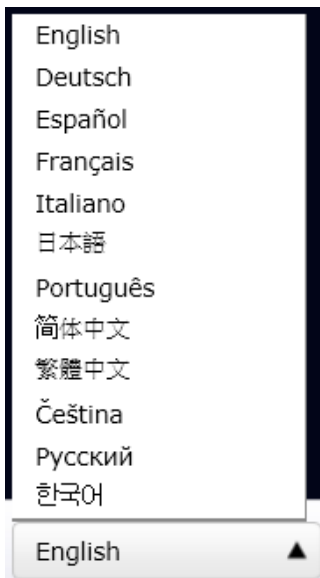 English
Deutsch
Español
Français
Italiano
日本語
Português
简体中文
繁體中文
Čeština
Русский
한국어
English